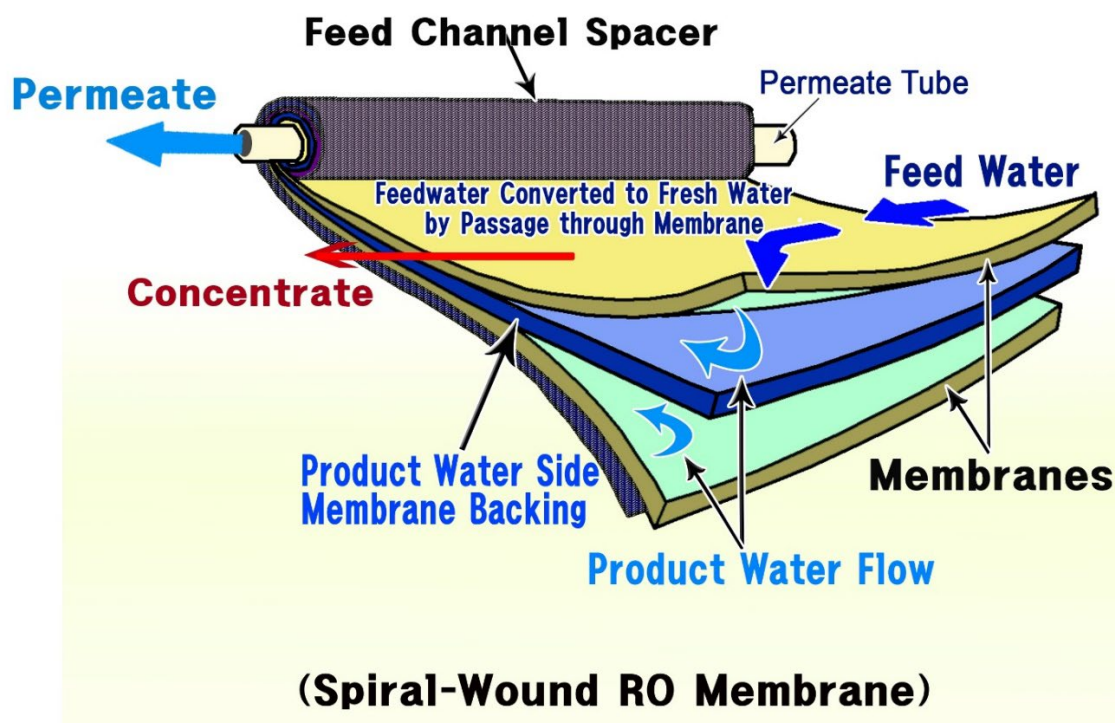 Feed Channel Spacer
Permeate
Permeate Tube
Feed Water
Feedwater Converted to Fresh Water
by Passage through Membrane
Concentrate
Product Water Side
Membrane Backing
Membranes
Product Water Flow
(Spiral-Wound RO Membrane)